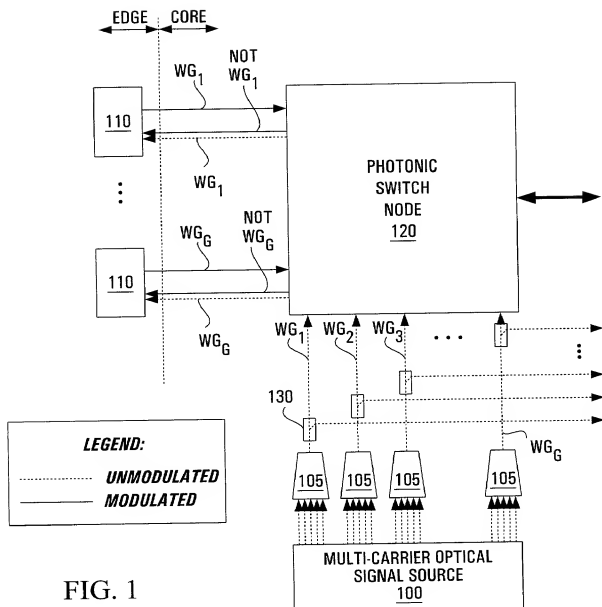 EDGE
CORE
NOT
WG1
WG1
110
WG1
PHOTONIC
SWITCH
NODE
120
NOT
WGG
WGG
110
WGG
WG1
WG2
WG3
130
LEGEND:
UNMODULATED
MODULATED
WGG
105
105
105
105
MULTI-CARRIER OPTICAL
SIGNAL SOURCE
100
FIG. 1